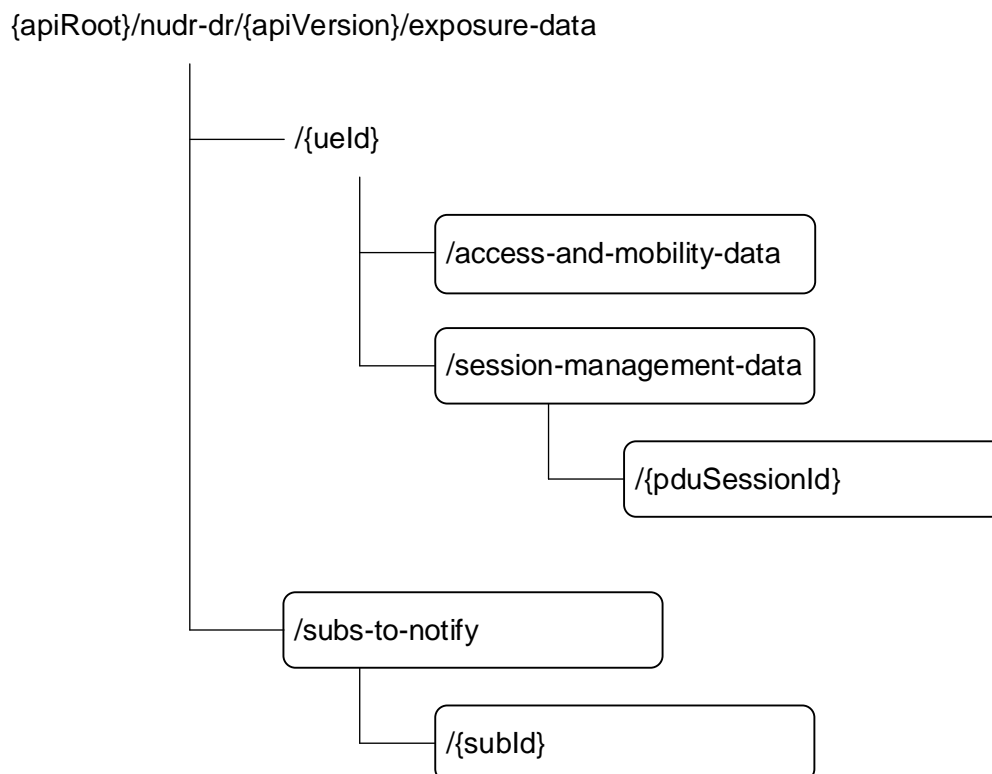 {apiRoot}/nudr-dr/{apiVersion}/exposure-data
/{ueId}
/access-and-mobility-data
/session-management-data
/{pduSessionId}
/subs-to-notify
/{subId}